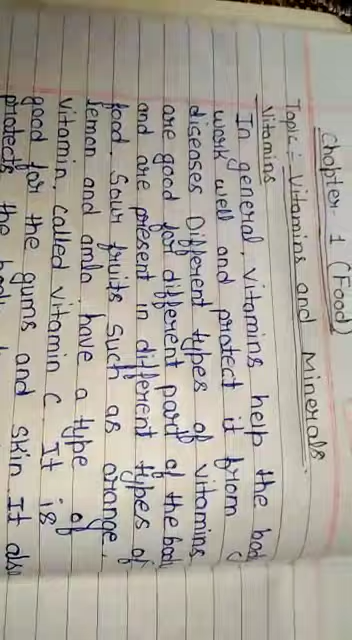 Chapter-1 (Food)
Topic:- Vitamins and Minerals.
Vitamins
In general, vitamins help the body
work well and protect it from
diseases Different types of vitamins
are good for different part of the body
and are present in different types of
food. Sour fruits such as orange,
lemon and amla have a type of
vitamin, called vitamin C It is
good for the gums and skin It also
protects the